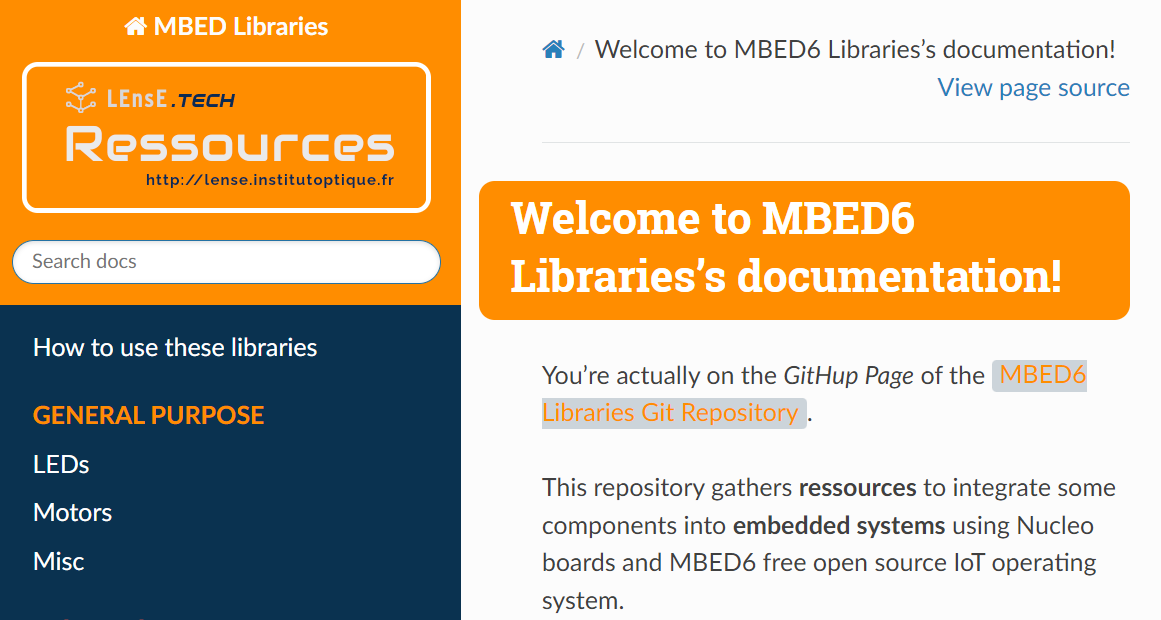 MBED Libraries
LEnsE.TECH
Ressources
http://lense.institutoptique.fr
Search docs
How to use these libraries
GENERAL PURPOSE
LEDs
Motors
Misc
/ Welcome to MBED6 Libraries’s documentation!
View page source
Welcome to MBED6
Libraries’s documentation!
You’re actually on the GitHup Page of the MBED6
Libraries Git Repository .
This repository gathers ressources to integrate some
components into embedded systems using Nucleo
boards and MBED6 free open source IoT operating
system.